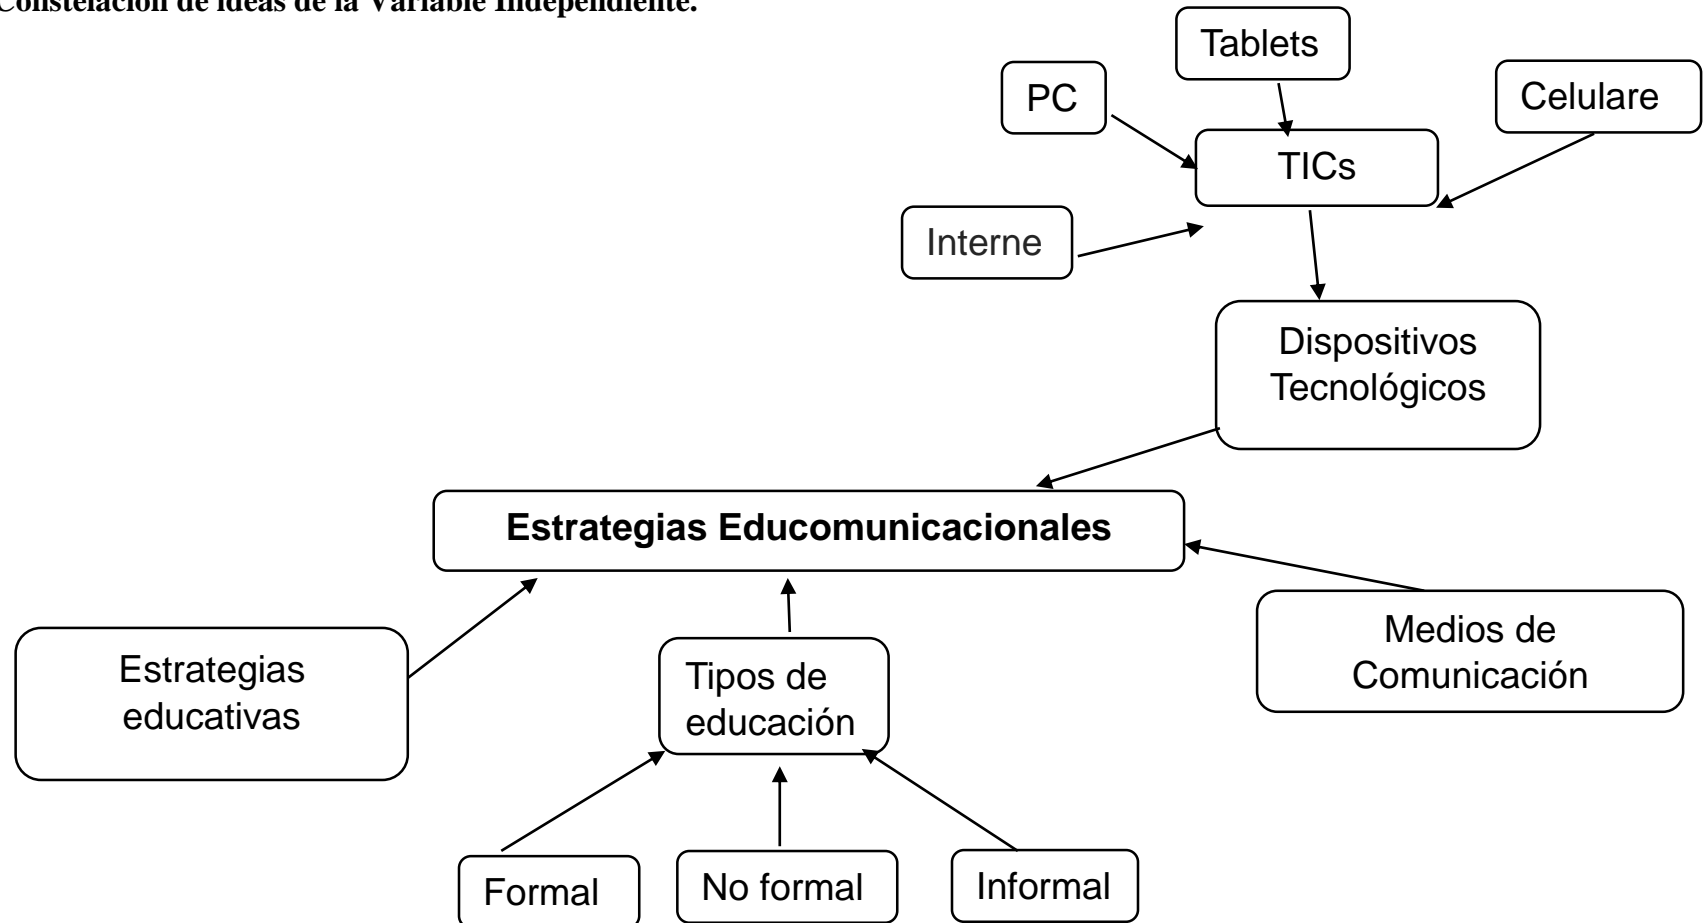 Constelación de ideas de la Variable Independiente.
Tablets
PC
Celulare
TICs
Interne
Dispositivos
Tecnológicos
Estrategias Educomunicacionales
Medios de
Comunicación
Estrategias
educativas
Tipos de
educación
Formal
No formal
Informal